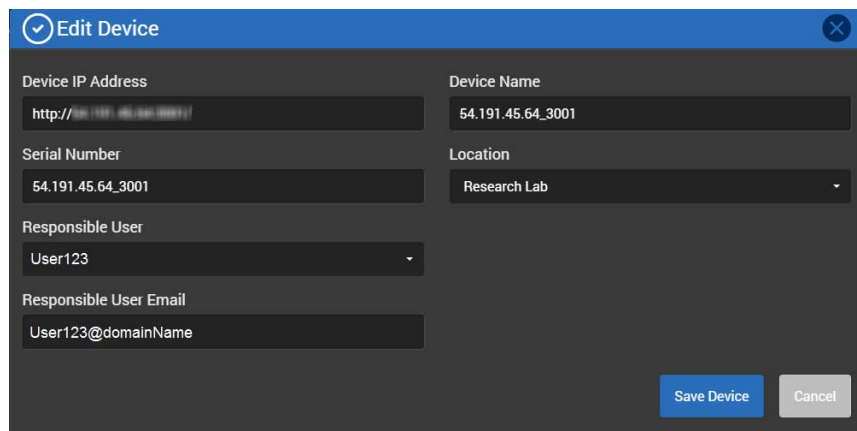 Edit Device
Device IP Address
Device Name
http://
54.191.45.64_3001
Serial Number
Location
54.191.45.64_3001
Research Lab
Responsible User
User123
Responsible User Email
User123@domainName
Save Device
Cancel